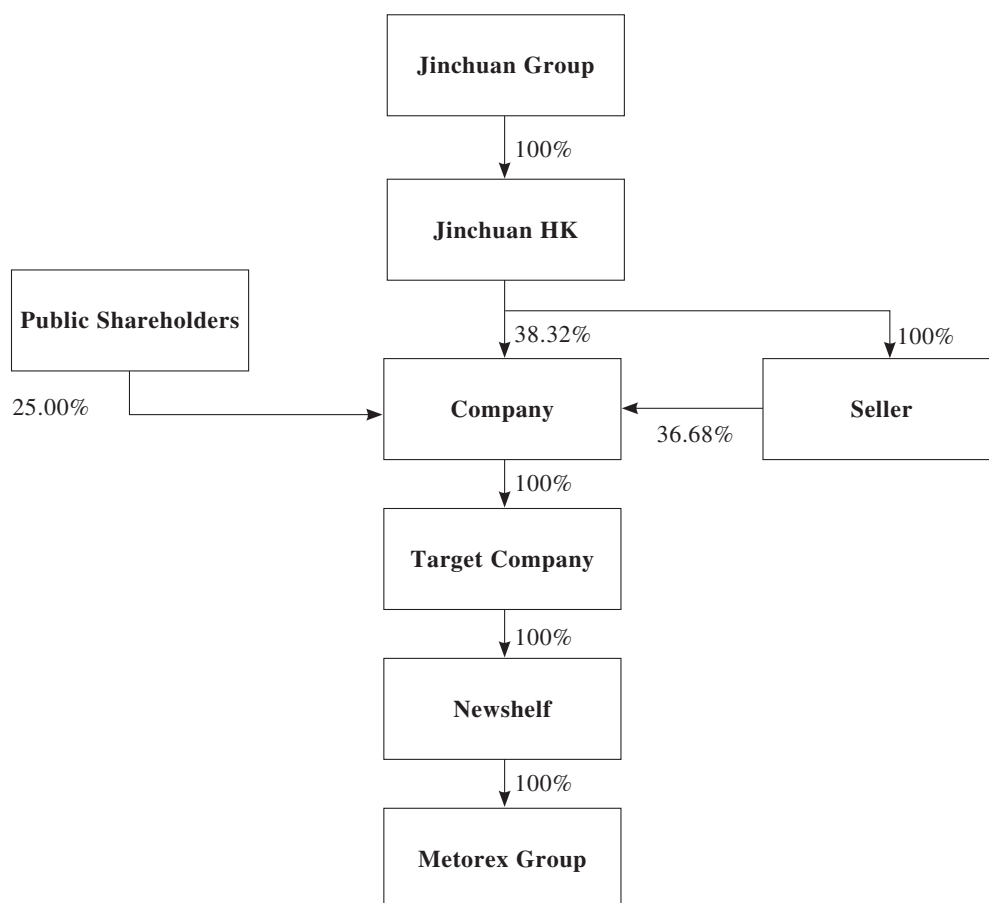 Jinchuan Group
100%
Jinchuan HK
Public Shareholders
38.32%
100%
25.00%
Company
Seller
36.68%
100%
Target Company
100%
Newshelf
100%
Metorex Group